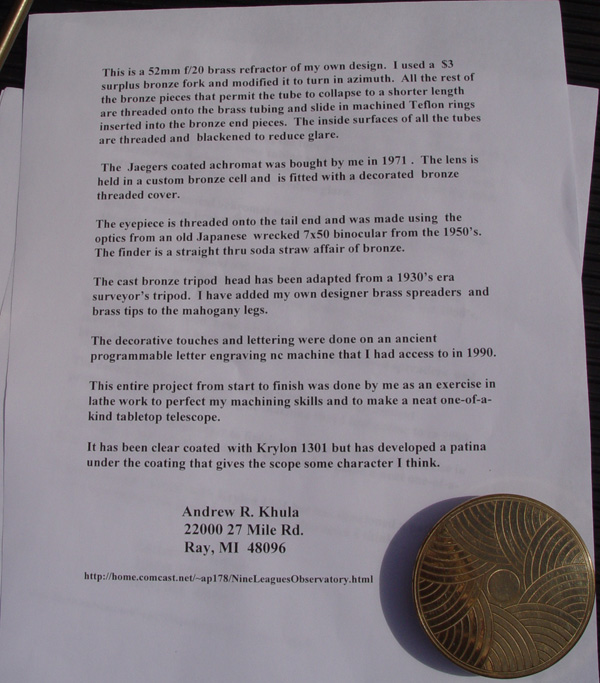 This is a 52mm f/20 brass refractor of my own design.  I used a  $3
surplus bronze fork and modified it to turn in azimuth.  All the rest of
the bronze pieces that permit the tube to collapse to a shorter length
are threaded onto the brass tubing and slide in machined Teflon rings
inserted into the bronze end pieces.  The inside surfaces of all the tubes
are threaded and  blackened to reduce glare.
The  Jaegers coated achromat was bought by me in 1971 .  The lens is
held in a custom bronze cell and  is fitted with a decorated  bronze
threaded cover.
The eyepiece is threaded onto the tail end and was made using  the
optics from an old Japanese  wrecked 7x50 binocular from the 1950's.
The finder is a straight thru soda straw affair of bronze.
The cast bronze tripod  head has been adapted from a 1930's era
surveyor's tripod.  I have added my own designer brass spreaders  and
brass tips to the mahogany legs.
The decorative touches and lettering were done on an ancient
programmable letter engraving nc machine that I had access to in 1990.
This entire project from start to finish was done by me as an exercise in
lathe work to perfect my machining skills and to make a neat one-of-a-
kind tabletop telescope.
It has been clear coated  with Krylon 1301 but has developed a patina
under the coating that gives the scope some character I think.
Andrew R. Khula
22000 27 Mile Rd.
Ray, MI  48096
http://home.comcast.net/~ap178/NineLeaguesObservatory.html